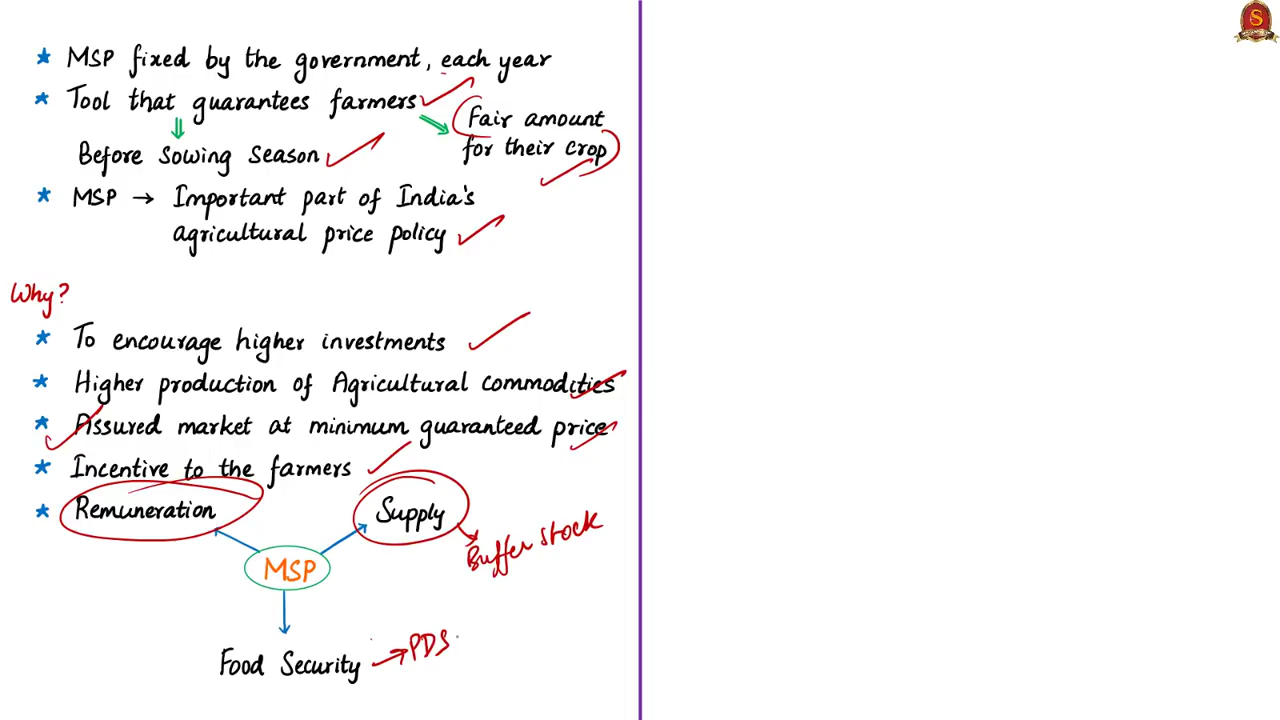 * MSP fixed by the government, each year
* Tool that guarantees farmers
Fair amount
for their crop
Before sowing season
* MSP → Important part of India's
agricultural price policy
Why?
* To encourage higher investments
* Higher production of Agricultural commodities
* Assured market at minimum guaranteed price
* Incentive to the farmers
* Remuneration
Supply
Buffer stock
MSP
Food Security → PDS
S